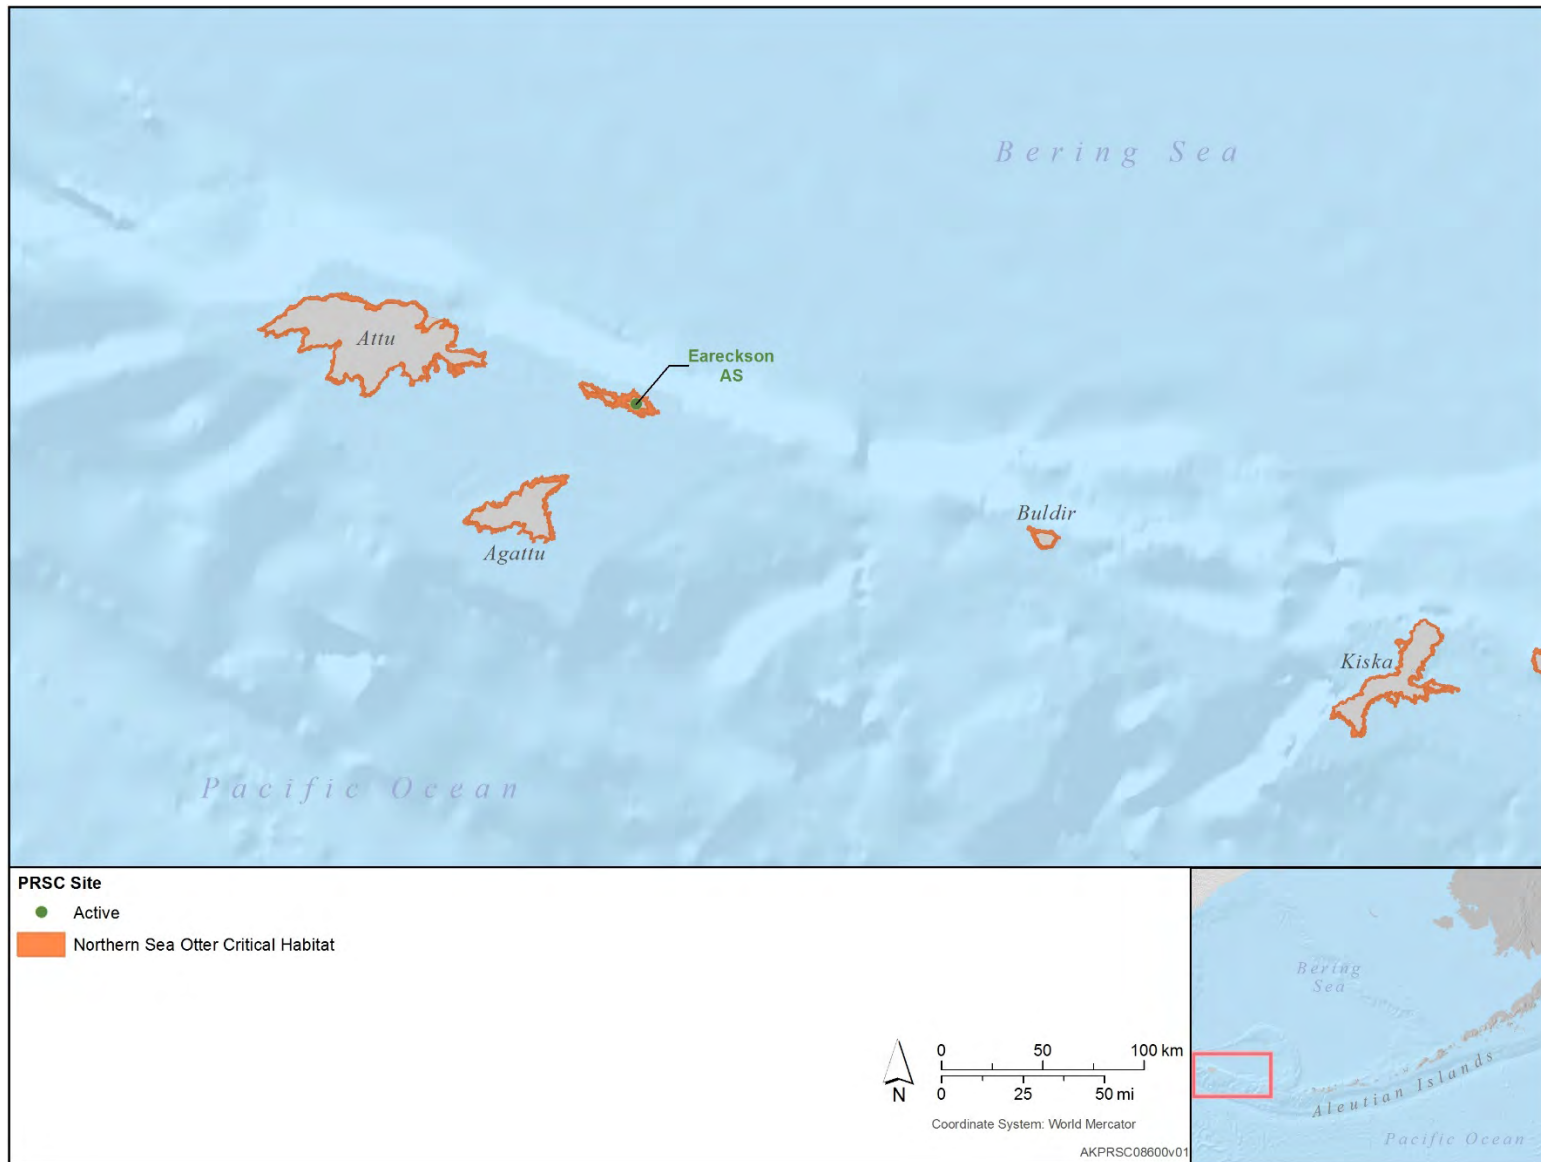 Bering Sea
Attu
Eareckson
AS
Agattu
Buldir
Kiska
Pacific Ocean
PRSC Site
Active
Northern Sea Otter Critical Habitat
N
0 50 100 km
0 25 50 mi
Coordinate System: World Mercator
AKPRSC08600v01
Bering
Sea
Aleutian Islands
Pacific Ocean